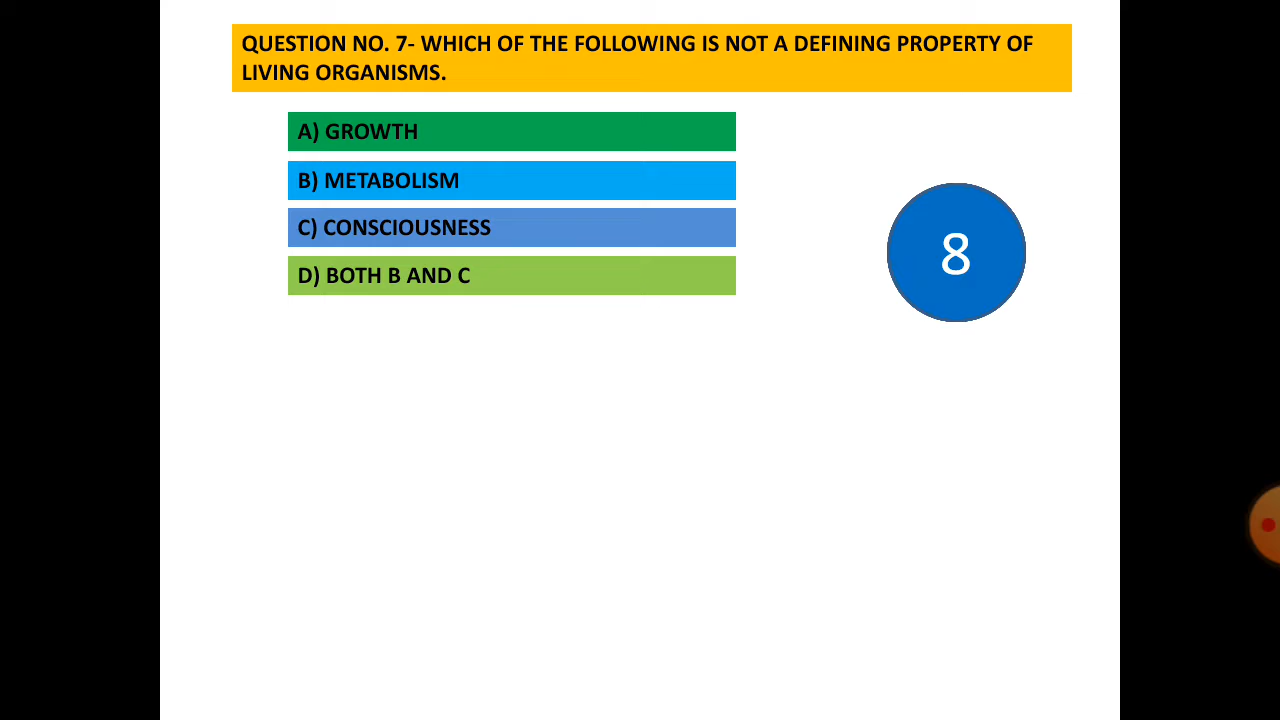 QUESTION NO. 7- WHICH OF THE FOLLOWING IS NOT A DEFINING PROPERTY OF
LIVING ORGANISMS.
A) GROWTH
B) METABOLISM
C) CONSCIOUSNESS
D) BOTH B AND C
8